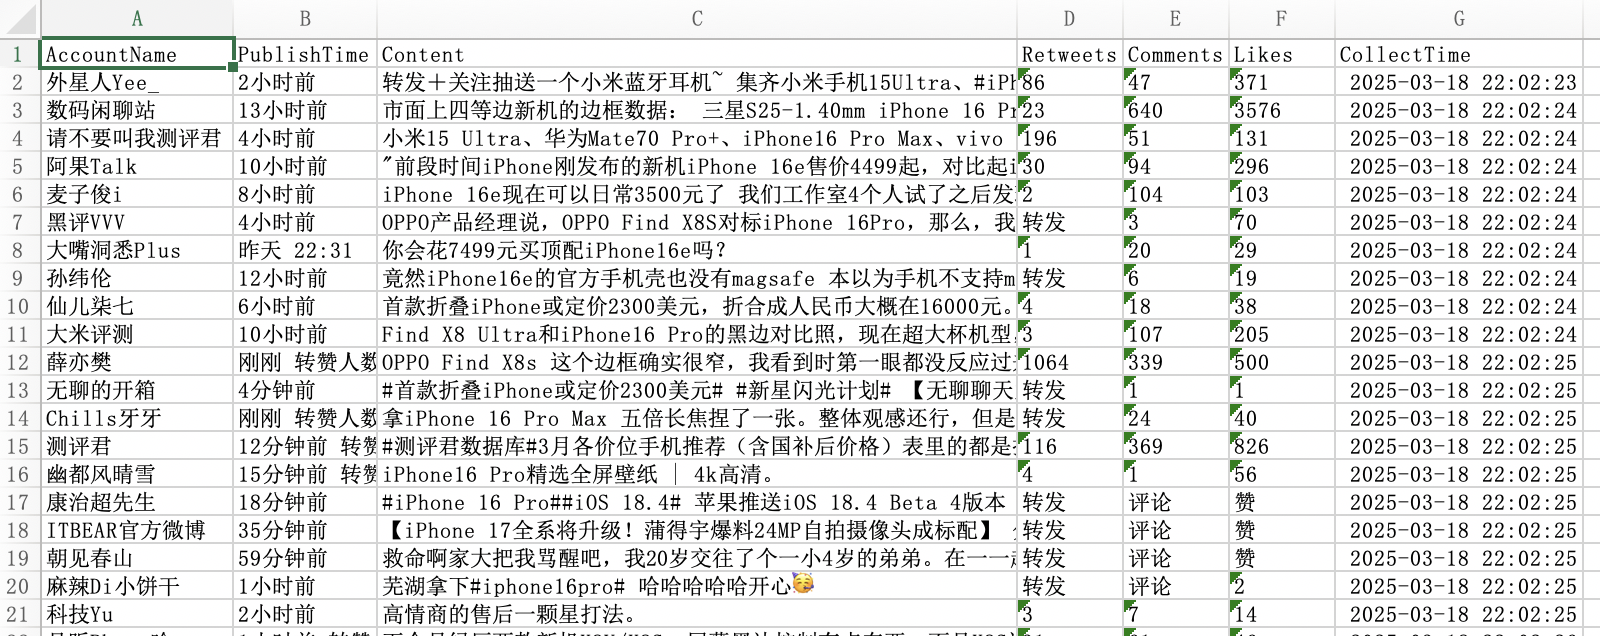 A B C D E F G
1 AccountName PublishTime Content Retweets Comments Likes CollectTime
2 外星人Yee_ 2小时前 转发＋关注抽送一个小米蓝牙耳机~ 集齐小米手机15Ultra、#iPh 86 47 371 2025-03-18 22:02:23
3 数码闲聊站 13小时前 市面上四等边新机的边框数据： 三星S25-1.40mm iPhone 16 Pr 23 640 3576 2025-03-18 22:02:24
4 请不要叫我测评君 4小时前 小米15 Ultra、华为Mate70 Pro+、iPhone16 Pro Max、vivo 196 51 131 2025-03-18 22:02:24
5 阿果Talk 10小时前 "前段时间iPhone刚发布的新机iPhone 16e售价4499起，对比起i 30 94 296 2025-03-18 22:02:24
6 麦子俊i 8小时前 iPhone 16e现在可以日常3500元了 我们工作室4个人试了之后发 2 104 103 2025-03-18 22:02:24
7 黑评VVV 4小时前 OPPO产品经理说，OPPO Find X8S对标iPhone 16Pro，那么，我 转发 3 70 2025-03-18 22:02:24
8 大嘴洞悉Plus 昨天 22:31 你会花7499元买顶配iPhone16e吗？ 1 20 29 2025-03-18 22:02:24
9 孙纬伦 12小时前 竟然iPhone16e的官方手机壳也没有magsafe 本以为手机不支持m 转发 6 19 2025-03-18 22:02:24
10 仙儿柒七 6小时前 首款折叠iPhone或定价2300美元，折合成人民币大概在16000元。 4 18 38 2025-03-18 22:02:24
11 大米评测 10小时前 Find X8 Ultra和iPhone16 Pro的黑边对比照，现在超大杯机型， 3 107 205 2025-03-18 22:02:24
12 薛亦樊 刚刚 转赞人数 OPPO Find X8s 这个边框确实很窄，我看到时第一眼都没反应过 1064 339 500 2025-03-18 22:02:25
13 无聊的开箱 4分钟前 #首款折叠iPhone或定价2300美元# #新星闪光计划# 【无聊聊天 转发 1 1 2025-03-18 22:02:25
14 Chills牙牙 刚刚 转赞人数 拿iPhone 16 Pro Max 五倍长焦捏了一张。整体观感还行，但是 转发 24 40 2025-03-18 22:02:25
15 测评君 12分钟前 转赞 #测评君数据库#3月各价位手机推荐（含国补后价格）表里的都是 116 369 826 2025-03-18 22:02:25
16 幽都风晴雪 15分钟前 转赞 iPhone16 Pro精选全屏壁纸 | 4k高清。 4 1 56 2025-03-18 22:02:25
17 康治超先生 18分钟前 #iPhone 16 Pro##iOS 18.4# 苹果推送iOS 18.4 Beta 4版本 转发 评论 赞 2025-03-18 22:02:25
18 ITBEAR官方微博 35分钟前 【iPhone 17全系将升级！蒲得宇爆料24MP自拍摄像头成标配】 转发 评论 赞 2025-03-18 22:02:25
19 朝见春山 59分钟前 救命啊家大把我骂醒吧，我20岁交往了个一小4岁的弟弟。在一一起 转发 评论 赞 2025-03-18 22:02:25
20 麻辣Di小饼干 1小时前 芜湖拿下#iphone16pro# 哈哈哈哈哈开心🥳 转发 评论 2 2025-03-18 22:02:25
21 科技Yu 2小时前 高情商的售后一颗星打法。 3 7 14 2025-03-18 22:02:25